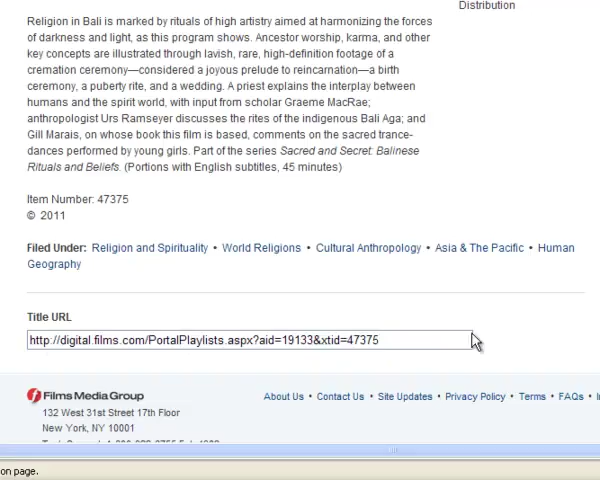 Distribution
Religion in Bali is marked by rituals of high artistry aimed at harmonizing the forces
of darkness and light, as this program shows. Ancestor worship, karma, and other
key concepts are illustrated through lavish, rare, high-definition footage of a
cremation ceremony—considered a joyous prelude to reincarnation—a birth
ceremony, a puberty rite, and a wedding. A priest explains the interplay between
humans and the spirit world, with input from scholar Graeme MacRae;
anthropologist Urs Ramseyer discusses the rites of the indigenous Bali Aga; and
Gill Marais, on whose book this film is based, comments on the sacred trance-
dances performed by young girls. Part of the series Sacred and Secret: Balinese
Rituals and Beliefs. (Portions with English subtitles, 45 minutes)
Item Number: 47375
© 2011
Filed Under: Religion and Spirituality • World Religions • Cultural Anthropology • Asia & The Pacific • Human
Geography
Title URL
http://digital.films.com/PortalPlaylists.aspx?aid=19133&xtid=47375
Films Media Group
About Us • Contact Us • Site Updates • Privacy Policy • Terms • FAQs •
132 West 31st Street 17th Floor
New York, NY 10001
on page.